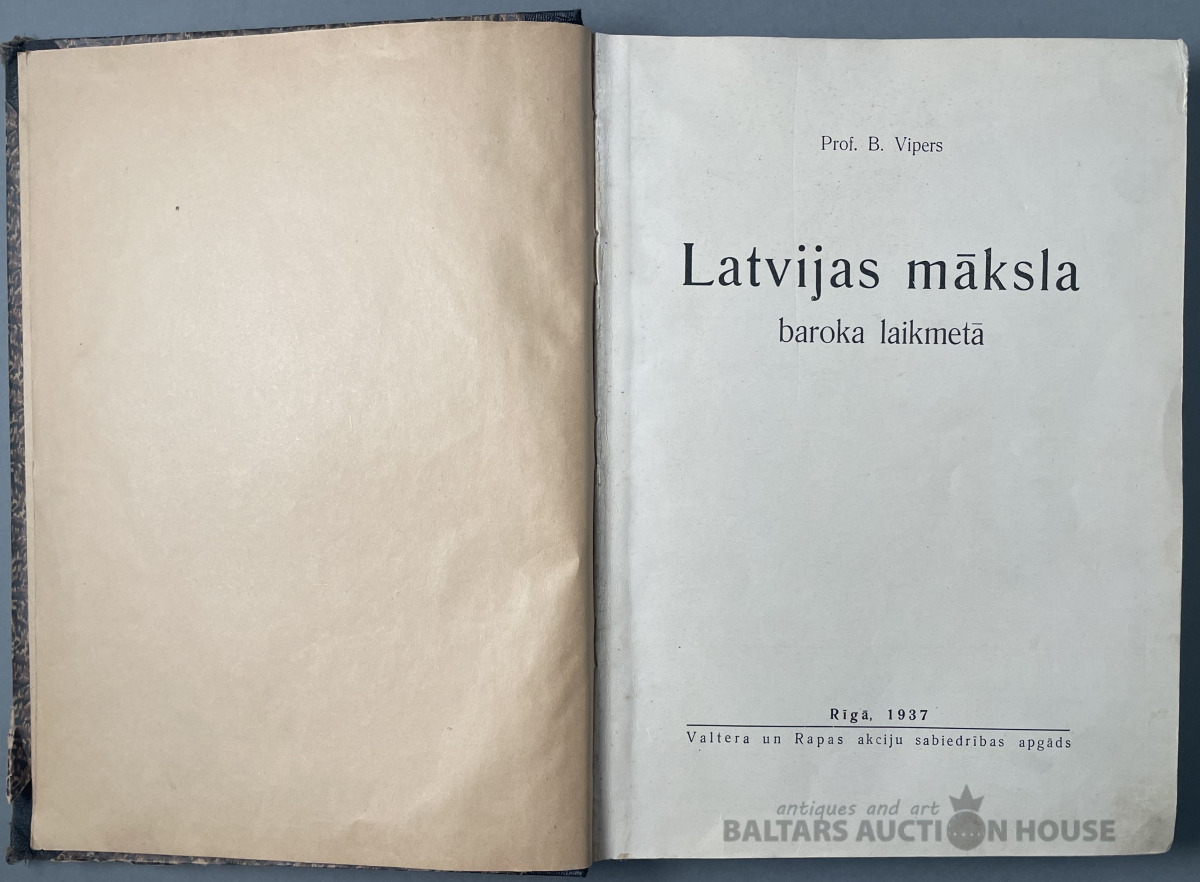 Prof. B. Vipers
Latvijas māksla
baroka laikmetā
Rīgā, 1937
Valtera un Rapas akciju sabiedrības apgāds
antiques and art
BALTARS AUCTION HOUSE